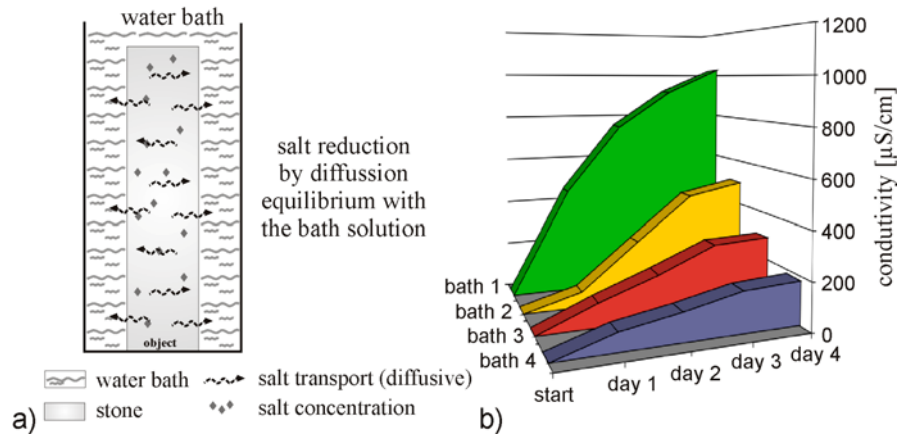 water bath
salt reduction
by diffussion
equilibrium with
the bath solution
object
water bath
salt transport (diffusive)
stone
salt concentration
a)
1200
1000
800
600
400
200
0
condutivity [µS/cm]
bath 1
bath 2
bath 3
bath 4
start
day 1
day 2
day 3
day 4
b)